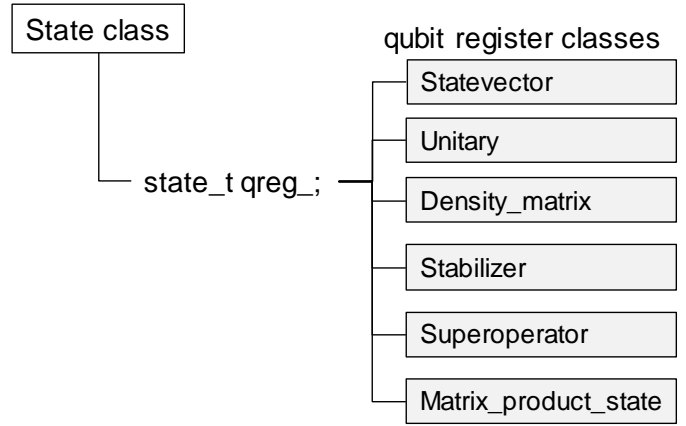 State class
qubit register classes
Statevector
Unitary
state_t qreg_;
Density_matrix
Stabilizer
Superoperator
Matrix_product_state